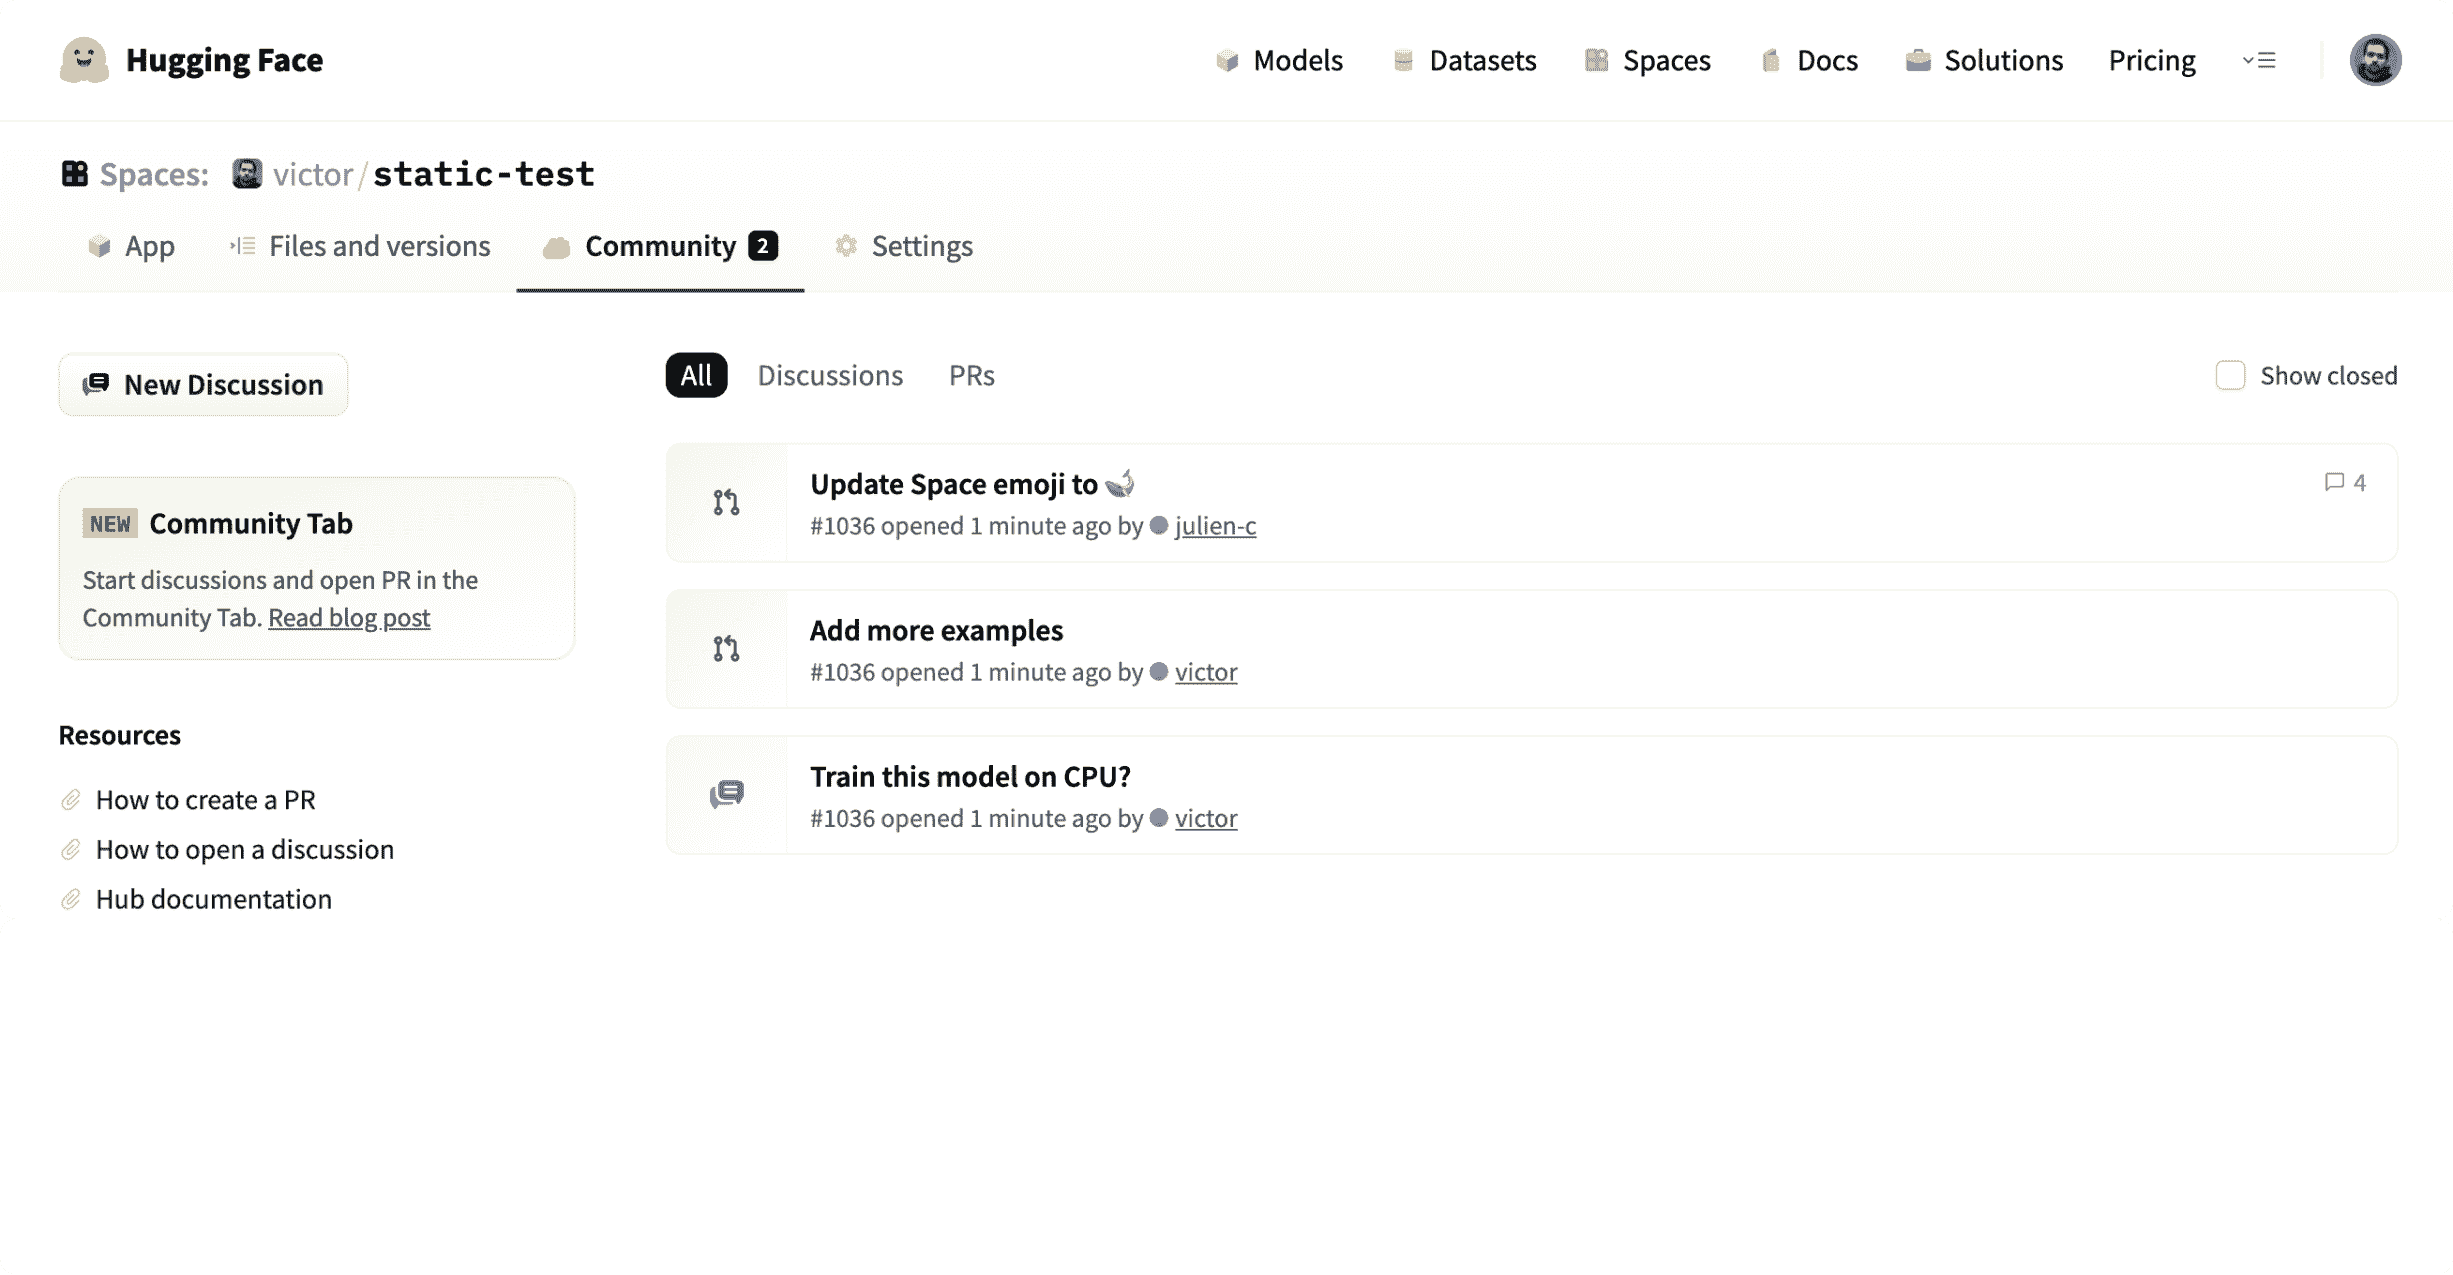 Hugging Face
Models Datasets Spaces Docs Solutions Pricing
Spaces: victor/static-test
App Files and versions Community 2 Settings
New Discussion
NEW Community Tab
Start discussions and open PR in the
Community Tab. Read blog post
Resources
How to create a PR
How to open a discussion
Hub documentation
All Discussions PRs Show closed
Update Space emoji to 🐳 4
#1036 opened 1 minute ago by julien-c
Add more examples
#1036 opened 1 minute ago by victor
Train this model on CPU?
#1036 opened 1 minute ago by victor